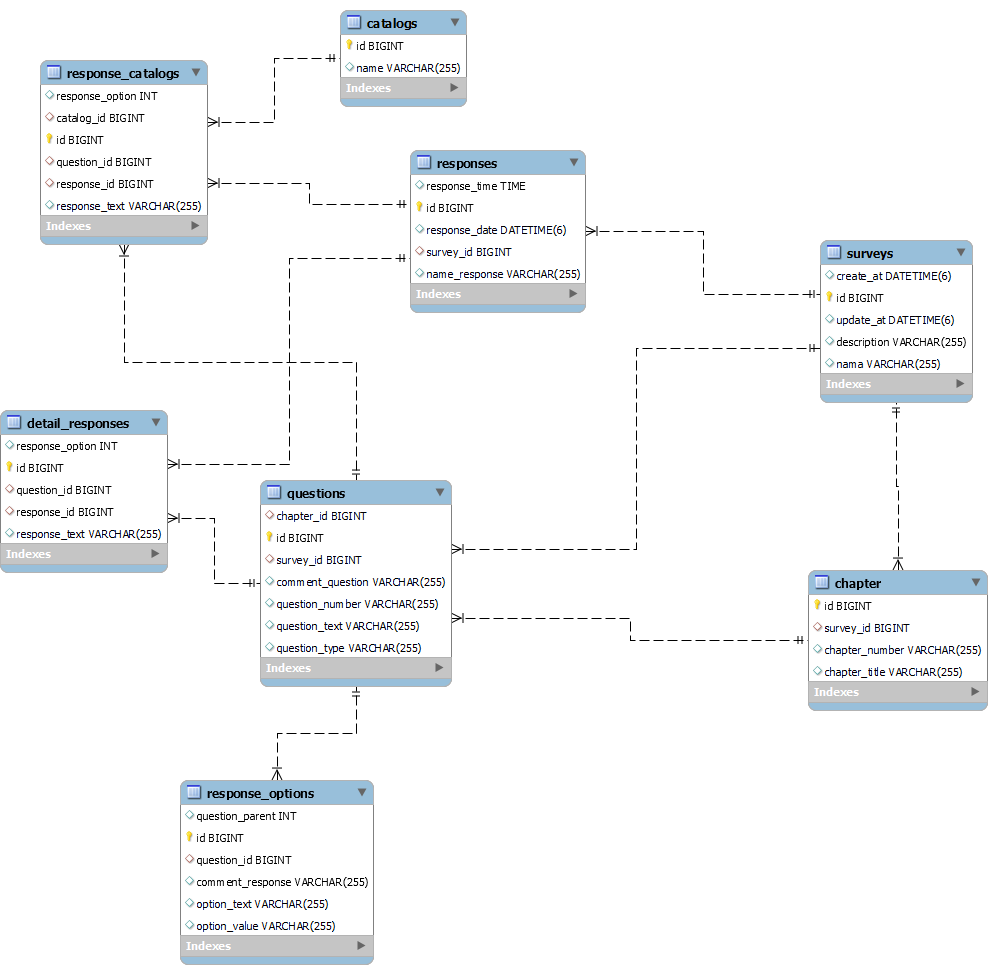 catalogs
id BIGINT
name VARCHAR(255)
Indexes
response_catalogs
response_option INT
catalog_id BIGINT
id BIGINT
question_id BIGINT
response_id BIGINT
response_text VARCHAR(255)
Indexes
responses
response_time TIME
id BIGINT
response_date DATETIME(6)
survey_id BIGINT
name_response VARCHAR(255)
Indexes
surveys
create_at DATETIME(6)
id BIGINT
update_at DATETIME(6)
description VARCHAR(255)
nama VARCHAR(255)
Indexes
detail_responses
response_option INT
id BIGINT
question_id BIGINT
response_id BIGINT
response_text VARCHAR(255)
Indexes
questions
chapter_id BIGINT
id BIGINT
survey_id BIGINT
comment_question VARCHAR(255)
question_number VARCHAR(255)
question_text VARCHAR(255)
question_type VARCHAR(255)
Indexes
chapter
id BIGINT
survey_id BIGINT
chapter_number VARCHAR(255)
chapter_title VARCHAR(255)
Indexes
response_options
question_parent INT
id BIGINT
question_id BIGINT
comment_response VARCHAR(255)
option_text VARCHAR(255)
option_value VARCHAR(255)
Indexes